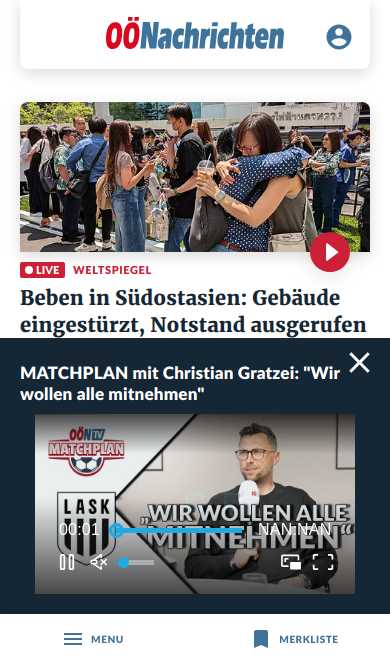 OÖNachrichten
LIVE WELTSPIEGEL
Beben in Südostasien: Gebäude
eingestürzt, Notstand ausgerufen
MATCHPLAN mit Christian Gratzei: "Wir
wollen alle mitnehmen"
OÖN TV
MATCHPLAN
LASK
„WIR WOLLEN ALLE
MITNEHMEN"
00:01
NAN:NAN
MENU
MERKLISTE